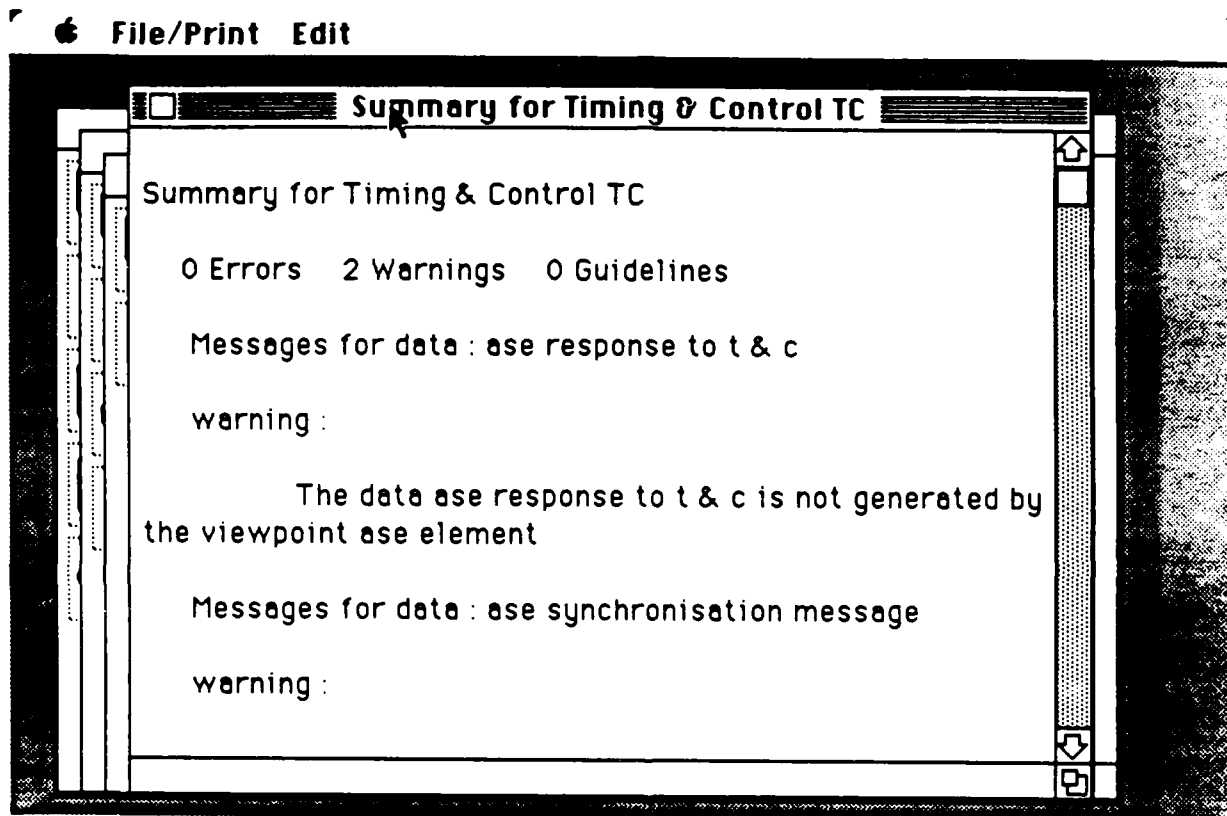 File/Print Edit
Summary for Timing & Control TC
Summary for Timing & Control TC
0 Errors 2 Warnings 0 Guidelines
Messages for data : ase response to t & c
warning :
The data ase response to t & c is not generated by
the viewpoint ase element
Messages for data : ase synchronisation message
warning :